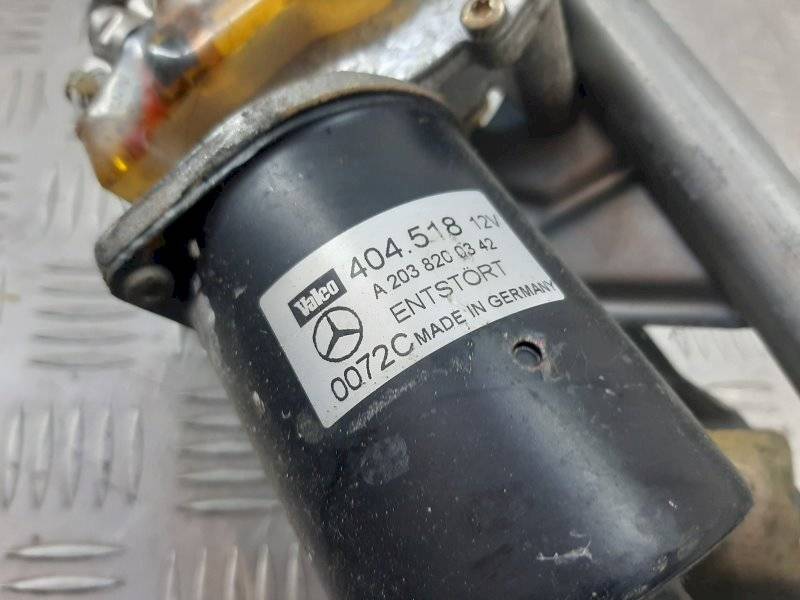 Valeo 404.518 12V
A 203 820 03 42
ENTSTÖRT
0072C MADE IN GERMANY